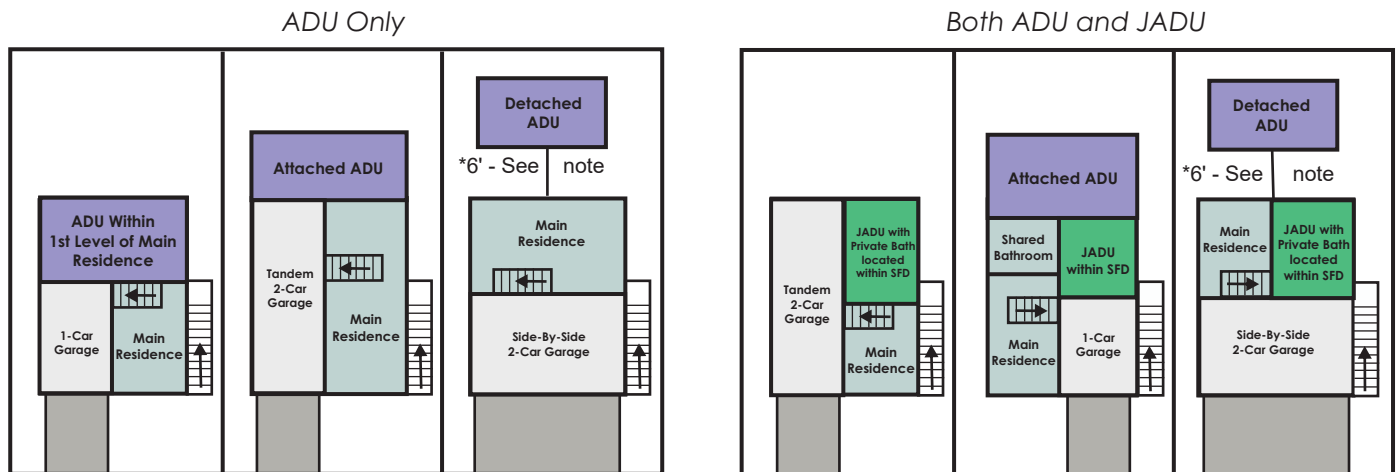 ADU Only
ADU Within
1st Level of Main
Residence
1-Car
Garage
Main
Residence
Attached ADU
Tandem
2-Car
Garage
Main
Residence
Detached
ADU
*6' - See note
Main
Residence
Side-By-Side
2-Car Garage
Both ADU and JADU
Tandem
2-Car
Garage
JADU with
Private Bath
located
within SFD
Main
Residence
Attached ADU
Shared
Bathroom
JADU
within SFD
Main
Residence
1-Car
Garage
Detached
ADU
*6' - See note
Main
Residence
JADU with
Private Bath
located
within SFD
Side-By-Side
2-Car Garage